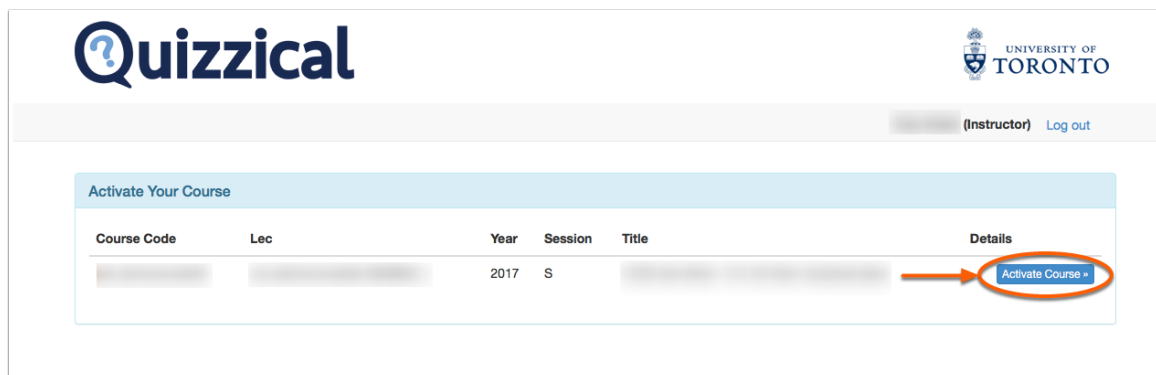 Quizzical
UNIVERSITY OF
TORONTO
(Instructor) Log out
Activate Your Course
Course Code Lec Year Session Title Details
2017 S Activate Course »